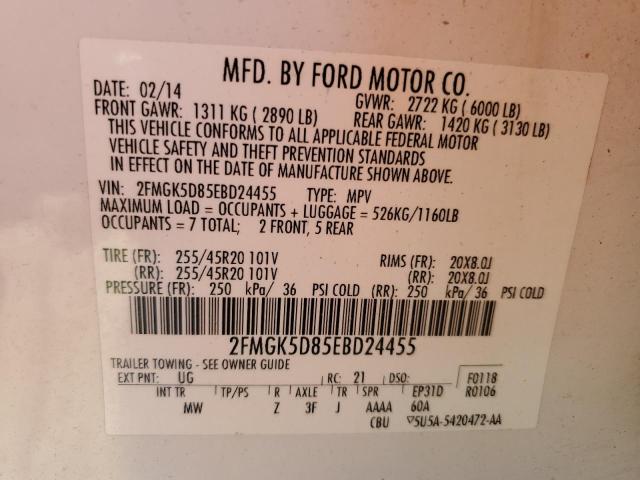 MFD. BY FORD MOTOR CO.
DATE: 02/14 GVWR: 2722 KG ( 6000 LB)
FRONT GAWR: 1311 KG ( 2890 LB) REAR GAWR: 1420 KG ( 3130 LB)
THIS VEHICLE CONFORMS TO ALL APPLICABLE FEDERAL MOTOR
VEHICLE SAFETY AND THEFT PREVENTION STANDARDS
IN EFFECT ON THE DATE OF MANUFACTURE SHOWN ABOVE.
VIN: 2FMGK5D85EBD24455 TYPE: MPV
MAXIMUM LOAD = OCCUPANTS + LUGGAGE = 526KG/1160LB
OCCUPANTS = 7 TOTAL; 2 FRONT, 5 REAR
TIRE (FR): 255/45R20 101V RIMS (FR): 20X8.0J
(RR): 255/45R20 101V (RR): 20X8.0J
PRESSURE (FR): 250 kPa/ 36 PSI COLD (RR): 250 kPa/ 36 PSI COLD
2FMGK5D85EBD24455
TRAILER TOWING - SEE OWNER GUIDE
EXT PNT: UG RC: 21 DSO: F0118
INT TR TP/PS R AXLE TR SPR EP31D R0106
MW Z 3F J AAAA 60A
CBU ▽5U5A-5420472-AA